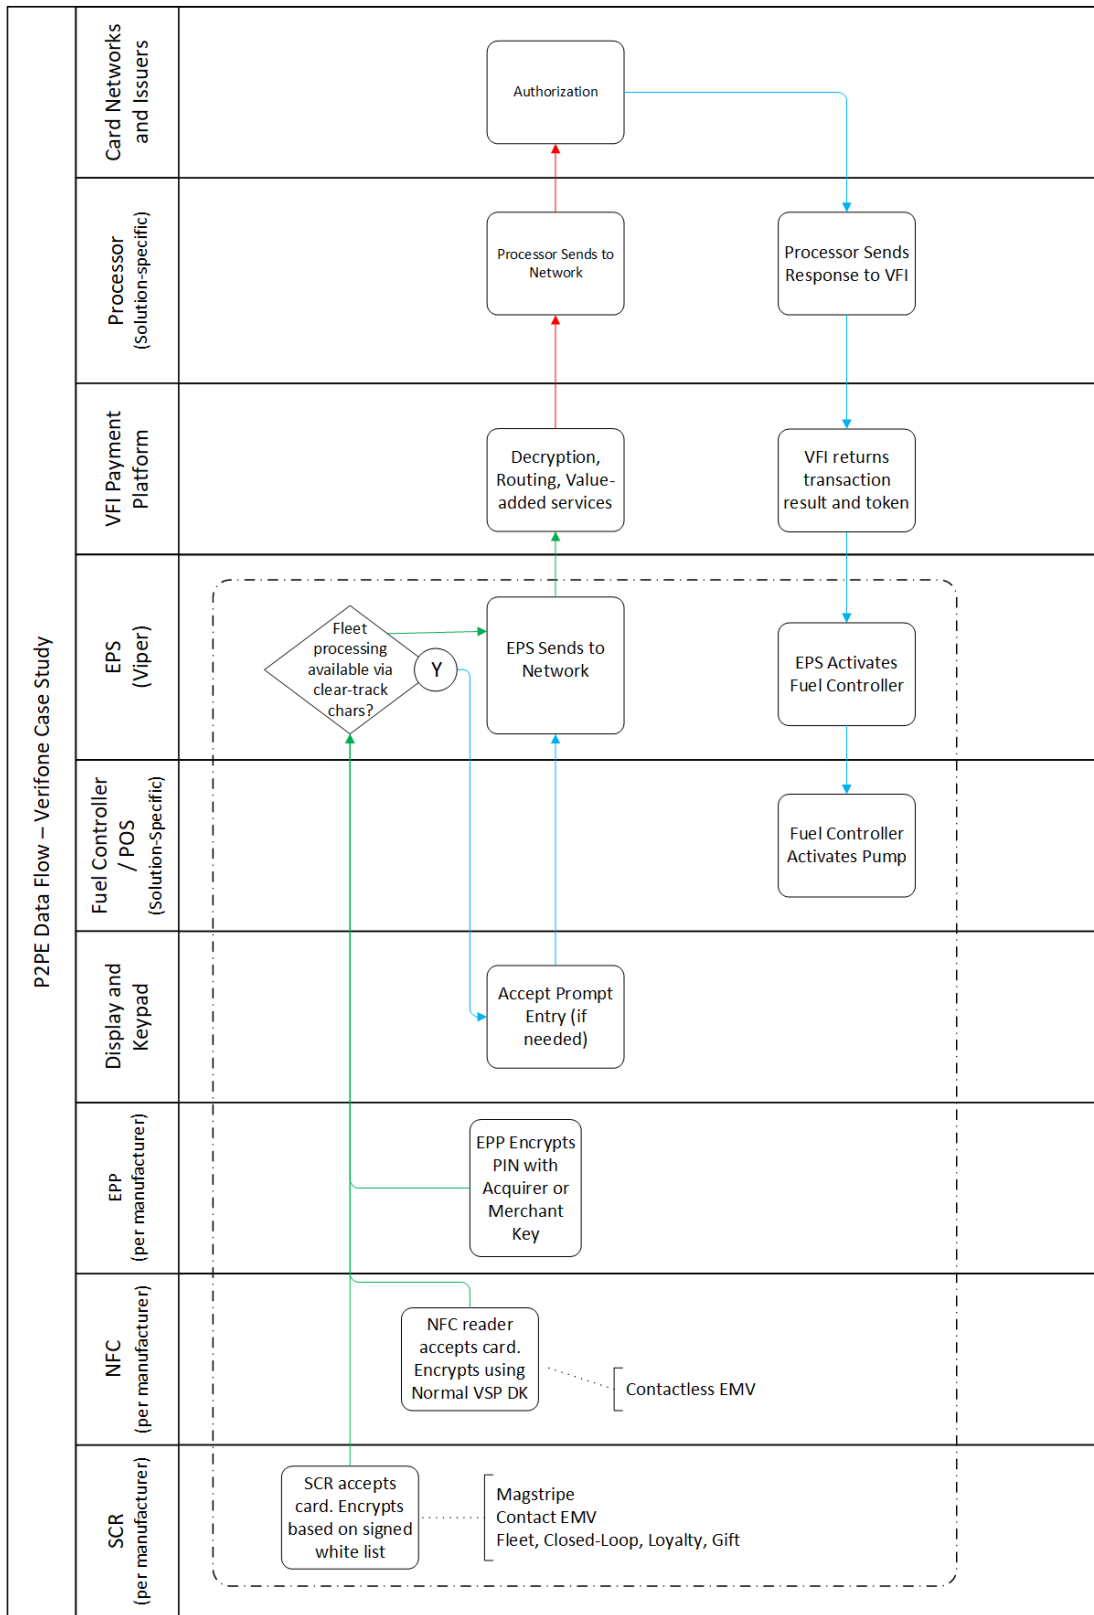 P2PE Data Flow – Verifone Case Study
Card Networks
and Issuers
Authorization
Processor
(Solution-specific)
Processor Sends to
Network
Processor Sends
Response to VFI
VFI Payment
Platform
Decryption,
Routing, Value-
added services
VFI returns
transaction
result and token
EPS
(Viper)
Fleet
processing
available via
clear-track
chars?
Y
EPS Sends to
Network
EPS Activates
Fuel Controller
Fuel Controller
/ POS
(Solution-Specific)
Fuel Controller
Activates Pump
Display and
Keypad
Accept Prompt
Entry (if
needed)
EPP
(per manufacturer)
EPP Encrypts
PIN with
Acquirer or
Merchant
Key
NFC
(per manufacturer)
NFC reader
accepts card.
Encrypts using
Normal VSP DK
Contactless EMV
SCR
(per manufacturer)
SCR accepts
card. Encrypts
based on signed
white list
Magstripe
Contact EMV
Fleet, Closed-Loop, Loyalty, Gift